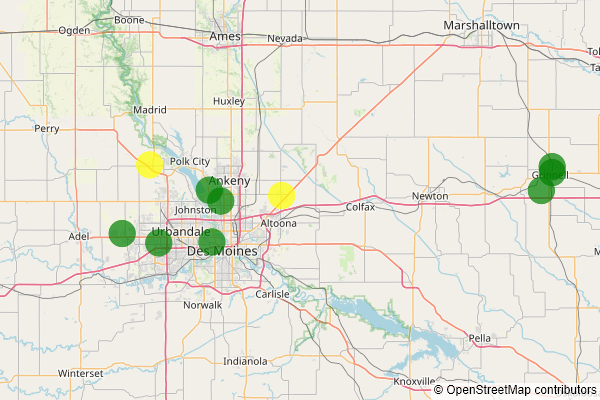 Boone
Ogden
Ames
Nevada
Marshalltown
Huxley
Madrid
Perry
Polk City
Ankeny
Grinnell
Newton
Colfax
Johnston
Altoona
Urbandale
Adel
Des Moines
Carlisle
Norwalk
Pella
Indianola
Winterset
Knoxville
© OpenStreetMap contributors